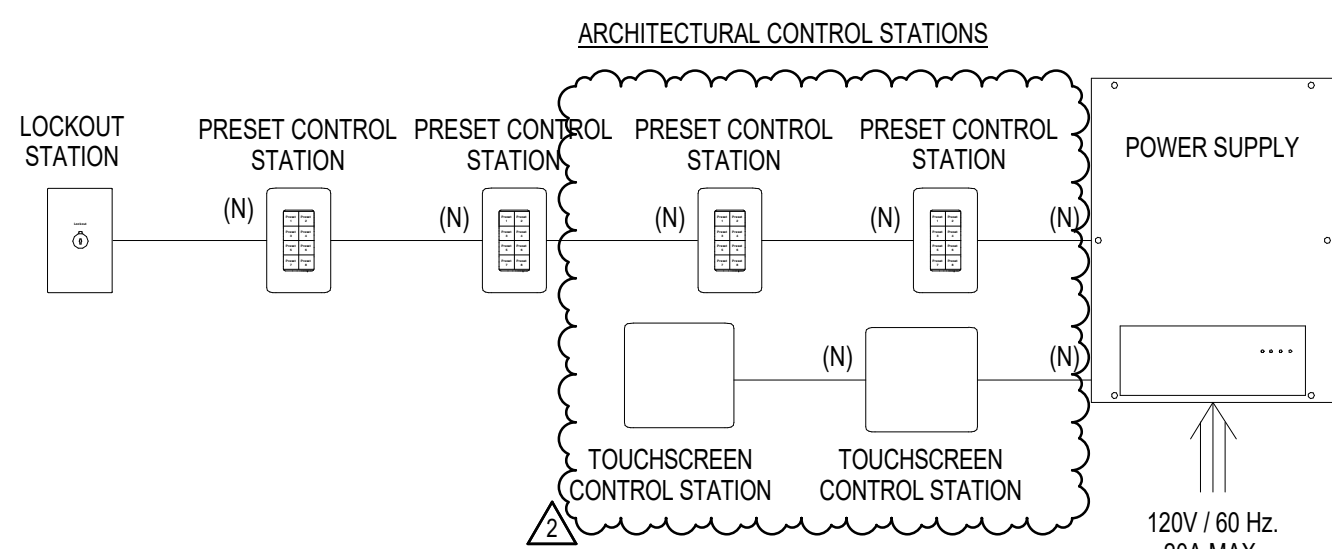 ARCHITECTURAL CONTROL STATIONS
LOCKOUT
STATION
PRESET CONTROL
STATION
PRESET CONTROL
STATION
PRESET CONTROL
STATION
PRESET CONTROL
STATION
POWER SUPPLY
(N)
(N)
(N)
(N)
(N)
(N)
(N)
TOUCHSCREEN
CONTROL STATION
TOUCHSCREEN
CONTROL STATION
2
120V / 60 Hz.